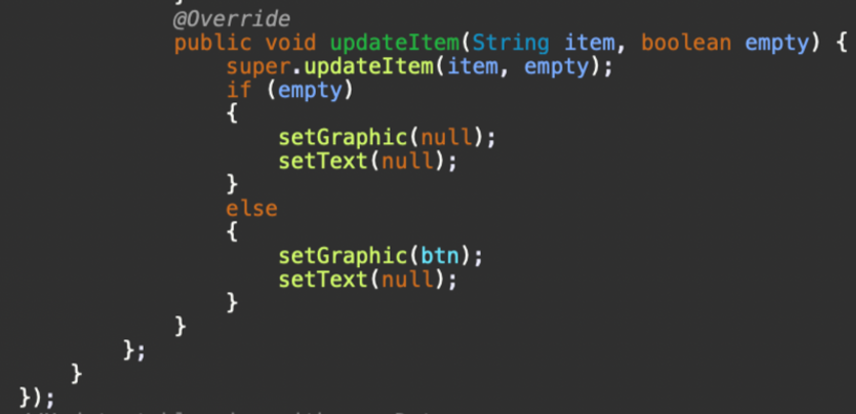 @Override
public void updateItem(String item, boolean empty) {
super.updateItem(item, empty);
if (empty)
{
setGraphic(null);
setText(null);
}
else
{
setGraphic(btn);
setText(null);
}
}
};
}
});